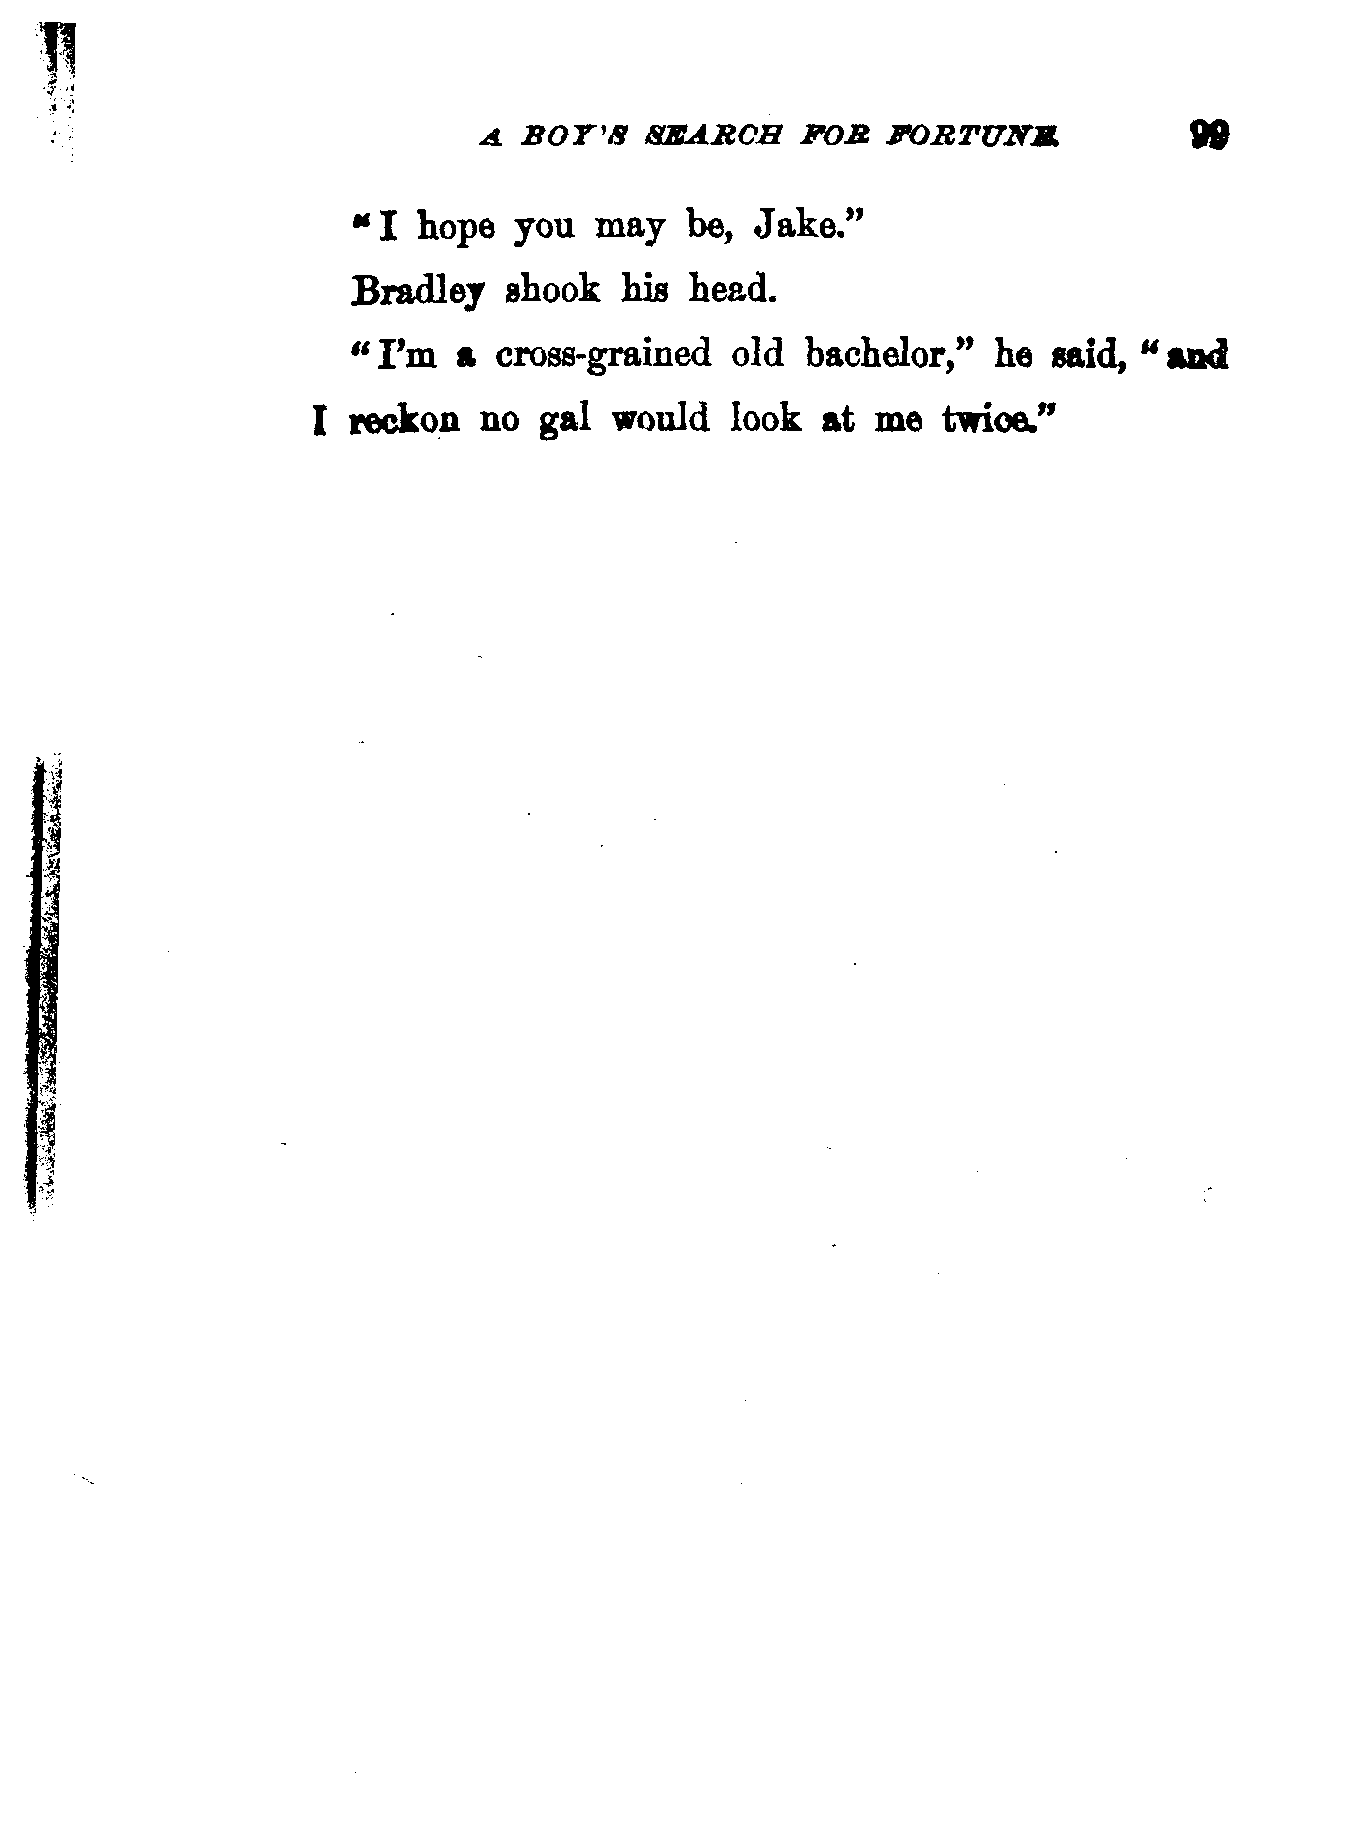 A BOY'S SEARCH FOR FORTUNE. 99
"I hope you may be, Jake."
Bradley shook his head.
"I'm a cross-grained old bachelor," he said, "and
I reckon no gal would look at me twice."